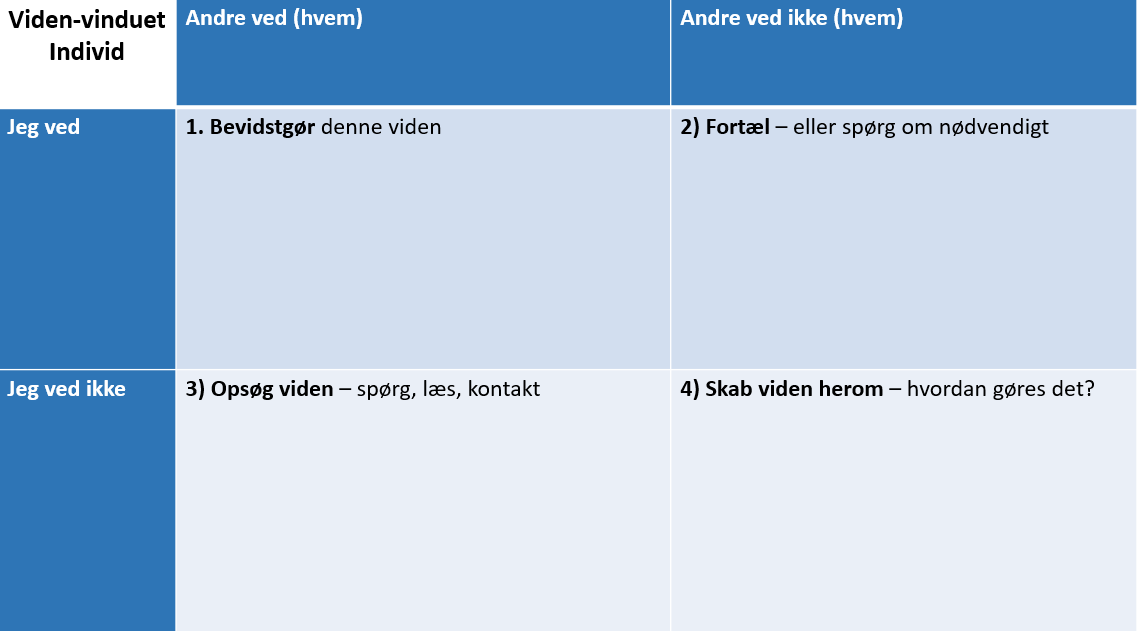 Viden-vinduet
Individ
Andre ved (hvem)
Andre ved ikke (hvem)
Jeg ved
1. Bevidstgør denne viden
2) Fortæl – eller spørg om nødvendigt
Jeg ved ikke
3) Opsøg viden – spørg, læs, kontakt
4) Skab viden herom – hvordan gøres det?